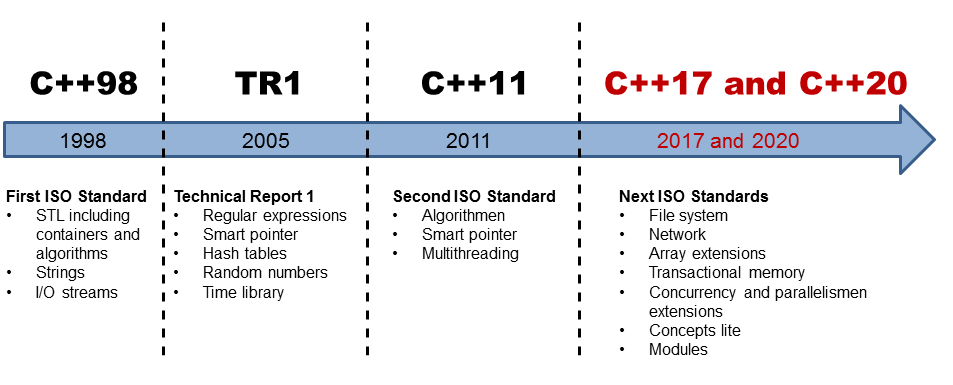 C++98
TR1
C++11
C++17 and C++20
1998
2005
2011
2017 and 2020
First ISO Standard
• STL including
containers and
algorithms
• Strings
• I/O streams
Technical Report 1
• Regular expressions
• Smart pointer
• Hash tables
• Random numbers
• Time library
Second ISO Standard
• Algorithmen
• Smart pointer
• Multithreading
Next ISO Standards
• File system
• Network
• Array extensions
• Transactional memory
• Concurrency and parallelismen
extensions
• Concepts lite
• Modules